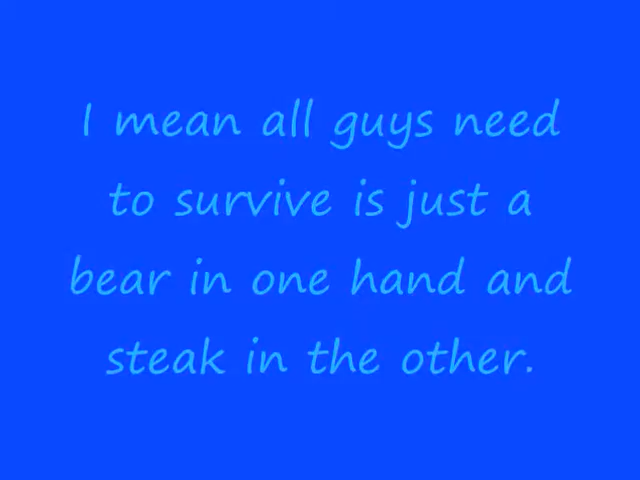 I mean all guys need
to survive is just a
bear in one hand and
steak in the other.